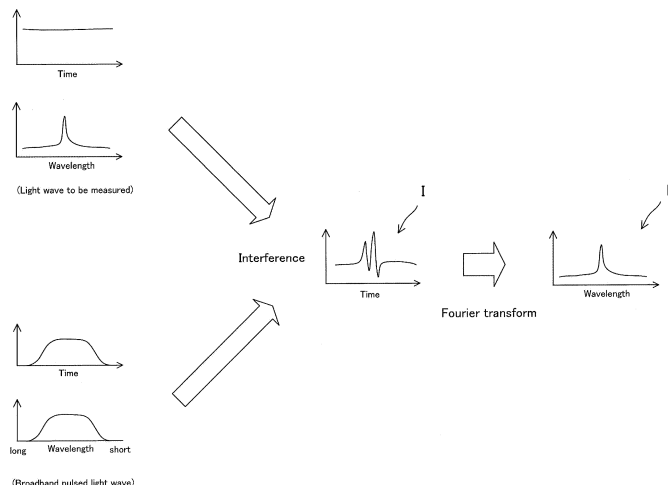 Time
Wavelength
(Light wave to be measured)
I
Interference
Time
Wavelength
Fourier transform
Time
long Wavelength short
(Broadband pulsed light wave)